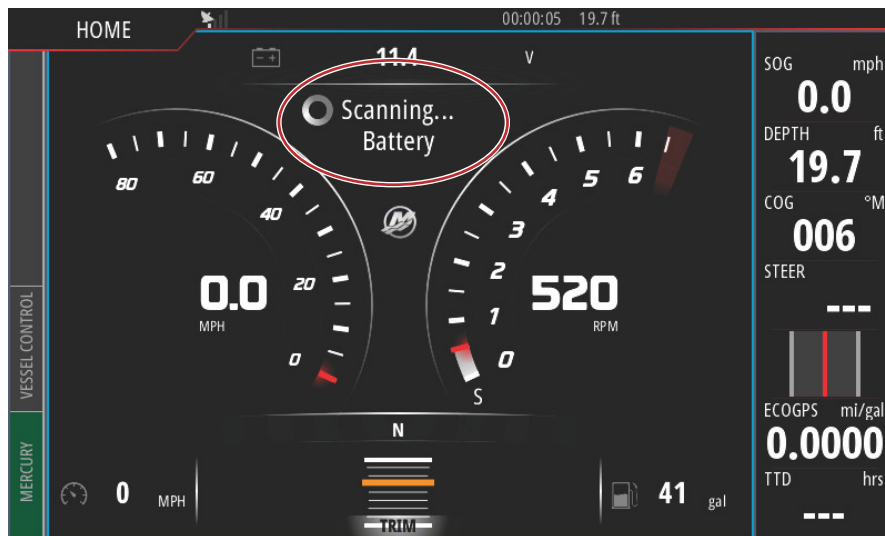 HOME
00:00:05 19.7 ft
- +
11.4 V
Scanning...
Battery
80
60
40
20
0
0.0
MPH
6
5
4
3
2
1
0
S
520
RPM
N
0 MPH
TRIM
41 gal
VESSEL CONTROL
MERCURY
SOG mph
0.0
DEPTH ft
19.7
COG °M
006
STEER
---
ECOGPS mi/gal
0.0000
TTD hrs
---